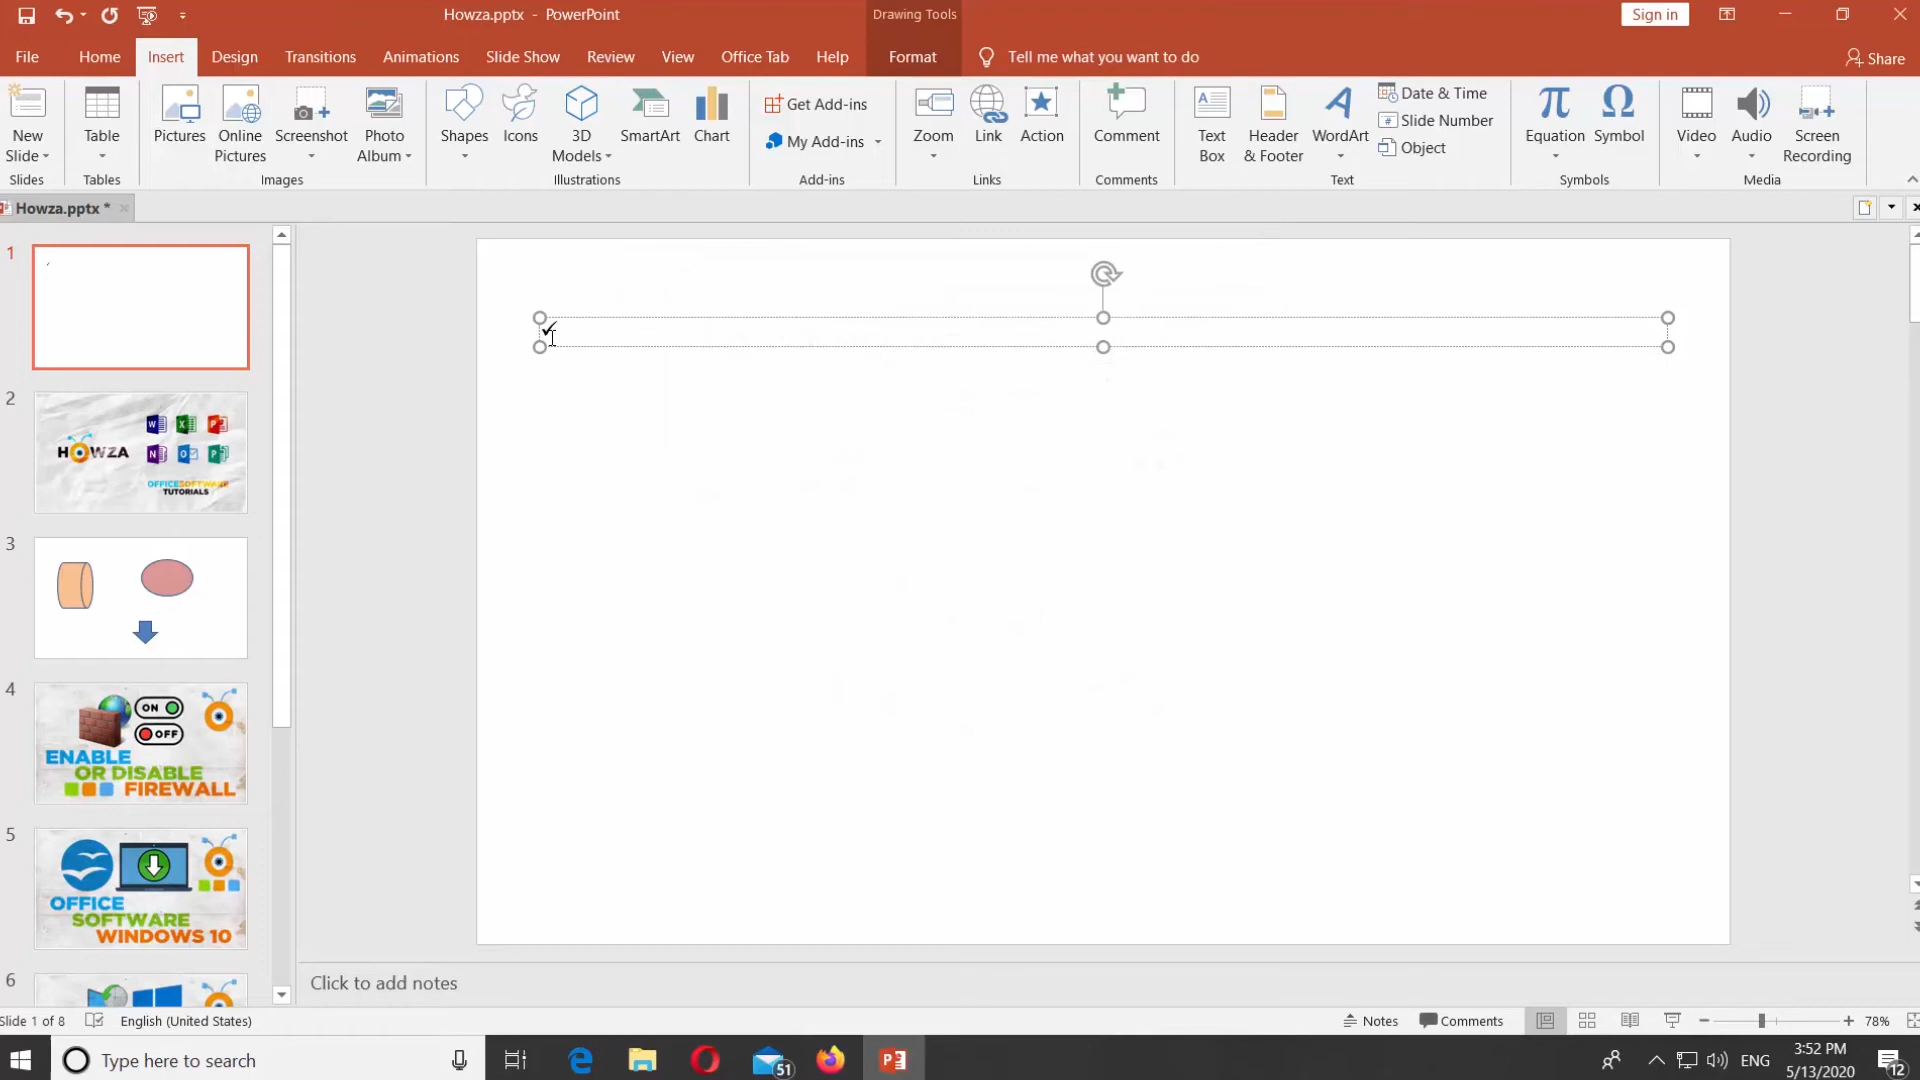 Howza.pptx - PowerPoint
Drawing Tools
Sign in
File
Home
Insert
Design
Transitions
Animations
Slide Show
Review
View
Office Tab
Help
Format
Tell me what you want to do
Share
New Slide
Table
Pictures
Online Pictures
Screenshot
Photo Album
Shapes
Icons
3D Models
SmartArt
Chart
Get Add-ins
My Add-ins
Zoom
Link
Action
Comment
Text Box
Header & Footer
WordArt
Date & Time
Slide Number
Object
Equation
Symbol
Video
Audio
Screen Recording
Slides
Tables
Images
Illustrations
Add-ins
Links
Comments
Text
Symbols
Media
Howza.pptx *
1
✓
2
HOWZA
OFFICESOFTWARE
TUTORIALS
3
4
ON
OFF
ENABLE
OR DISABLE
FIREWALL
5
OFFICE
SOFTWARE
WINDOWS 10
6
Click to add notes
Slide 1 of 8
English (United States)
Notes
Comments
78%
Type here to search
51
ENG
3:52 PM
5/13/2020
12